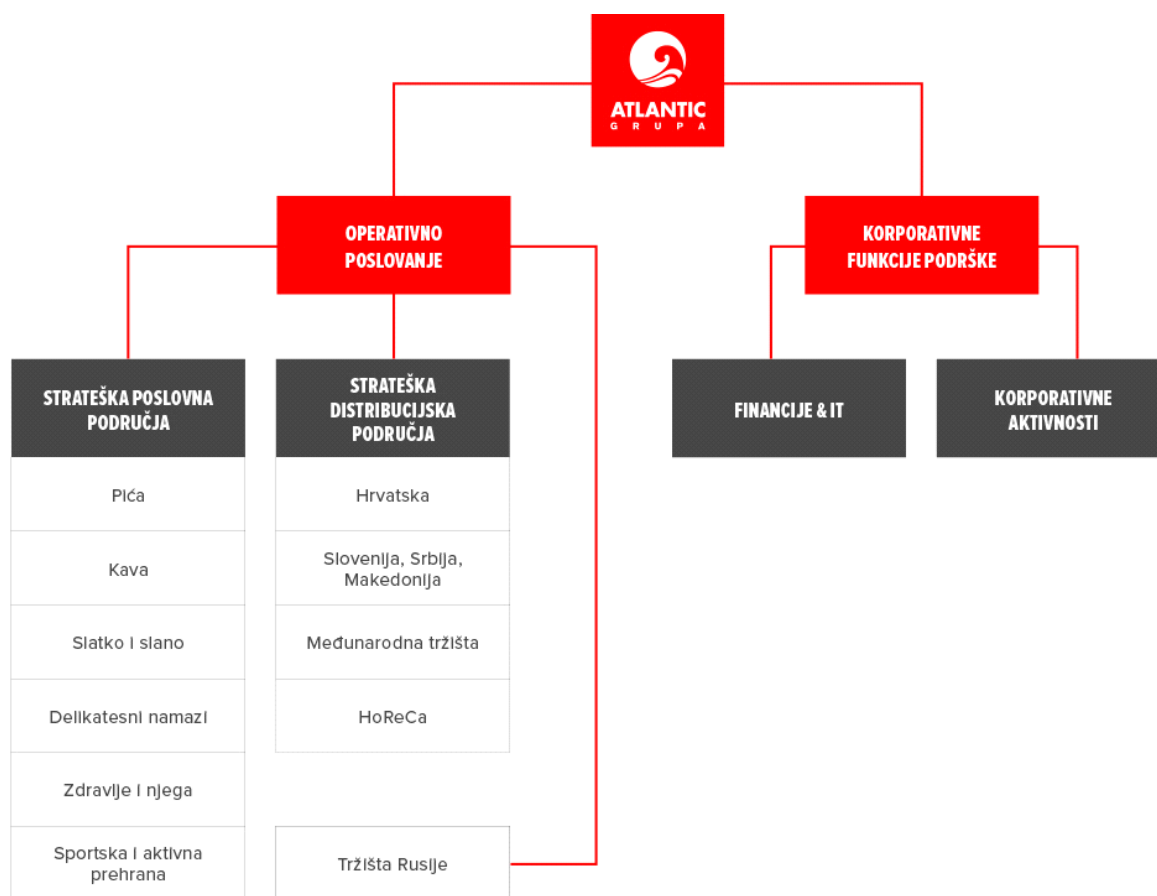 ATLANTIC
GRUPA
OPERATIVNO
POSLOVANJE
KORPORATIVNE
FUNKCIJE PODRŠKE
STRATEŠKA POSLOVNA
PODRUČJA
STRATEŠKA
DISTRIBUCIJSKA
PODRUČJA
FINANCIJE & IT
KORPORATIVNE
AKTIVNOSTI
Pića
Kava
Slatko i slano
Delikatesni namazi
Zdravlje i njega
Sportska i aktivna
prehrana
Hrvatska
Slovenija, Srbija,
Makedonija
Međunarodna tržišta
HoReCa
Tržišta Rusije